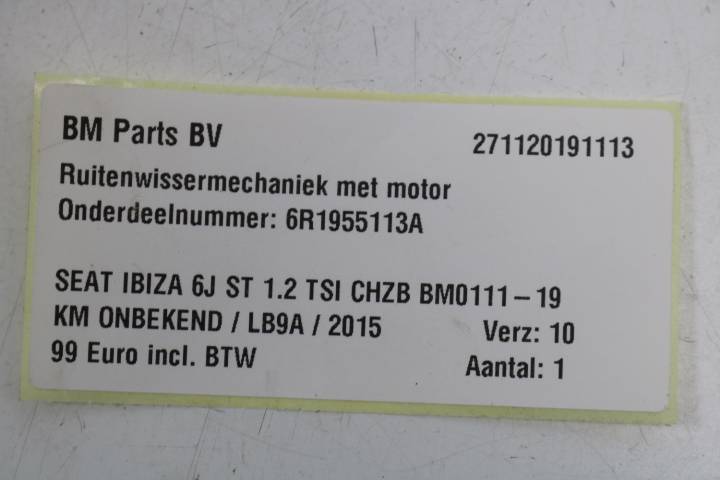 BM Parts BV 271120191113
Ruitenwissermechaniek met motor
Onderdeelnummer: 6R1955113A
SEAT IBIZA 6J ST 1.2 TSI CHZB BM0111-19
KM ONBEKEND / LB9A / 2015 Verz: 10
99 Euro incl. BTW Aantal: 1